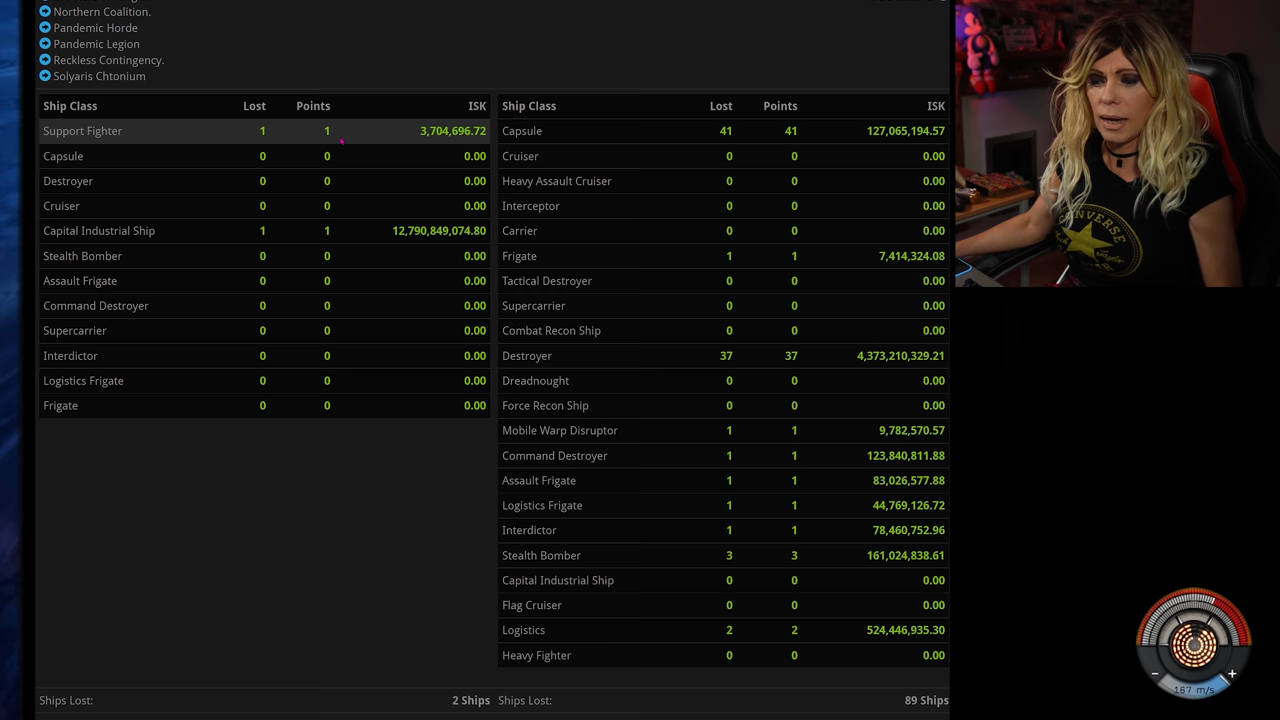 Northern Coalition.
Pandemic Horde
Pandemic Legion
Reckless Contingency.
Solyaris Chtonium
Ship Class Lost Points ISK
Support Fighter 1 1 3,704,696.72
Capsule 0 0 0.00
Destroyer 0 0 0.00
Cruiser 0 0 0.00
Capital Industrial Ship 1 1 12,790,849,074.80
Stealth Bomber 0 0 0.00
Assault Frigate 0 0 0.00
Command Destroyer 0 0 0.00
Supercarrier 0 0 0.00
Interdictor 0 0 0.00
Logistics Frigate 0 0 0.00
Frigate 0 0 0.00
Ships Lost: 2 Ships
Ship Class Lost Points ISK
Capsule 41 41 127,065,194.57
Cruiser 0 0 0.00
Heavy Assault Cruiser 0 0 0.00
Interceptor 0 0 0.00
Carrier 0 0 0.00
Frigate 1 1 7,414,324.08
Tactical Destroyer 0 0 0.00
Supercarrier 0 0 0.00
Combat Recon Ship 0 0 0.00
Destroyer 37 37 4,373,210,329.21
Dreadnought 0 0 0.00
Force Recon Ship 0 0 0.00
Mobile Warp Disruptor 1 1 9,782,570.57
Command Destroyer 1 1 123,840,811.88
Assault Frigate 1 1 83,026,577.88
Logistics Frigate 1 1 44,769,126.72
Interdictor 1 1 78,460,752.96
Stealth Bomber 3 3 161,024,838.61
Capital Industrial Ship 0 0 0.00
Flag Cruiser 0 0 0.00
Logistics 2 2 524,446,935.30
Heavy Fighter 0 0 0.00
Ships Lost: 89 Ships
CONVERSE
167 m/s